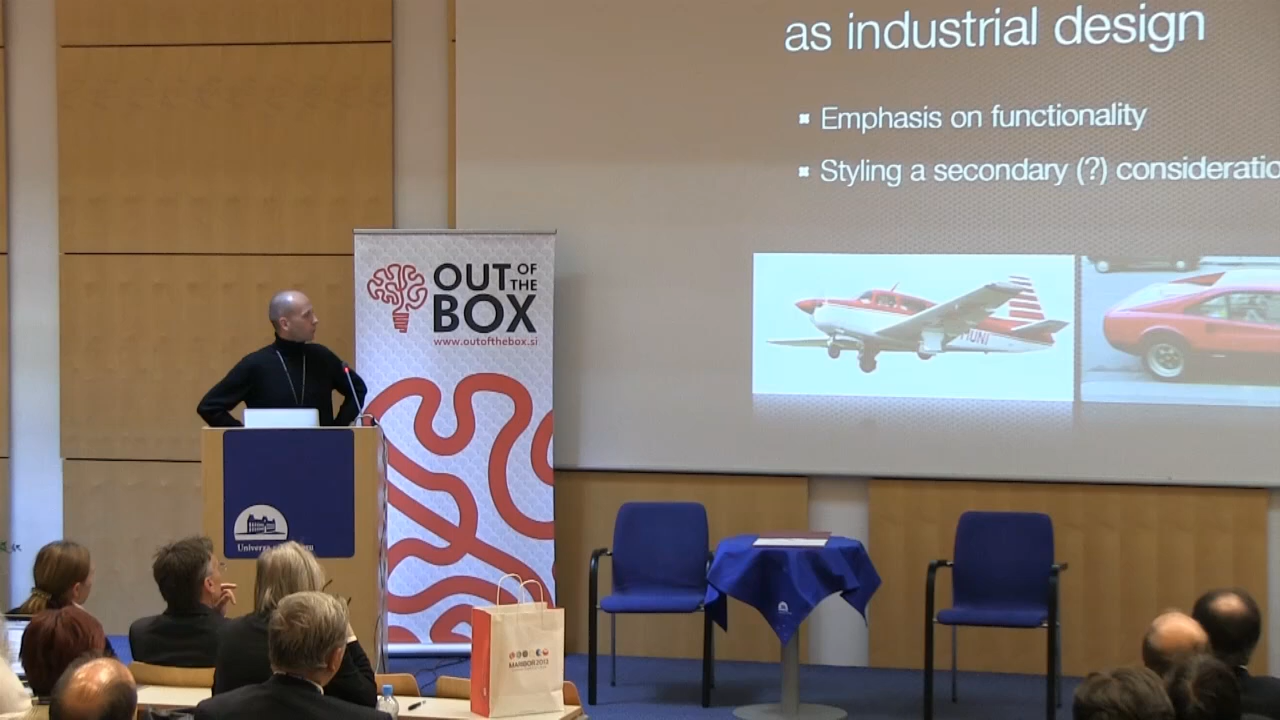 as industrial design
Emphasis on functionality
Styling a secondary (?) consideratio
OUT OF THE
BOX
www.outofthebox.si
MARIBOR2013